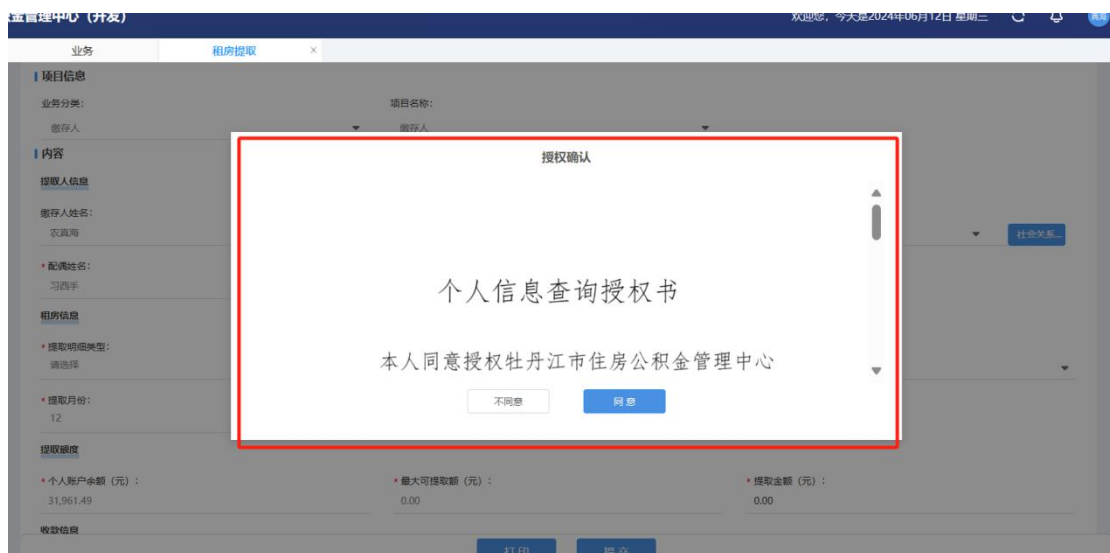 金管理中心（开发）
欢迎您，今天是2024年06月12日 星期三
业务 租房提取 ×
项目信息
业务分类： 项目名称：
缴存人 缴存人
内容
授权确认
提取人信息
缴存人姓名：
农真海 社会关系...
* 配偶姓名：
习西手
个人信息查询授权书
租房信息
* 提取明细类型：
请选择
本人同意授权牡丹江市住房公积金管理中心
* 提取月份：
12
不同意 同意
提取额度
* 个人账户余额（元）： * 最大可提取额（元）： * 提取金额（元）：
31,961.49 0.00 0.00
收款信息
打印 提交